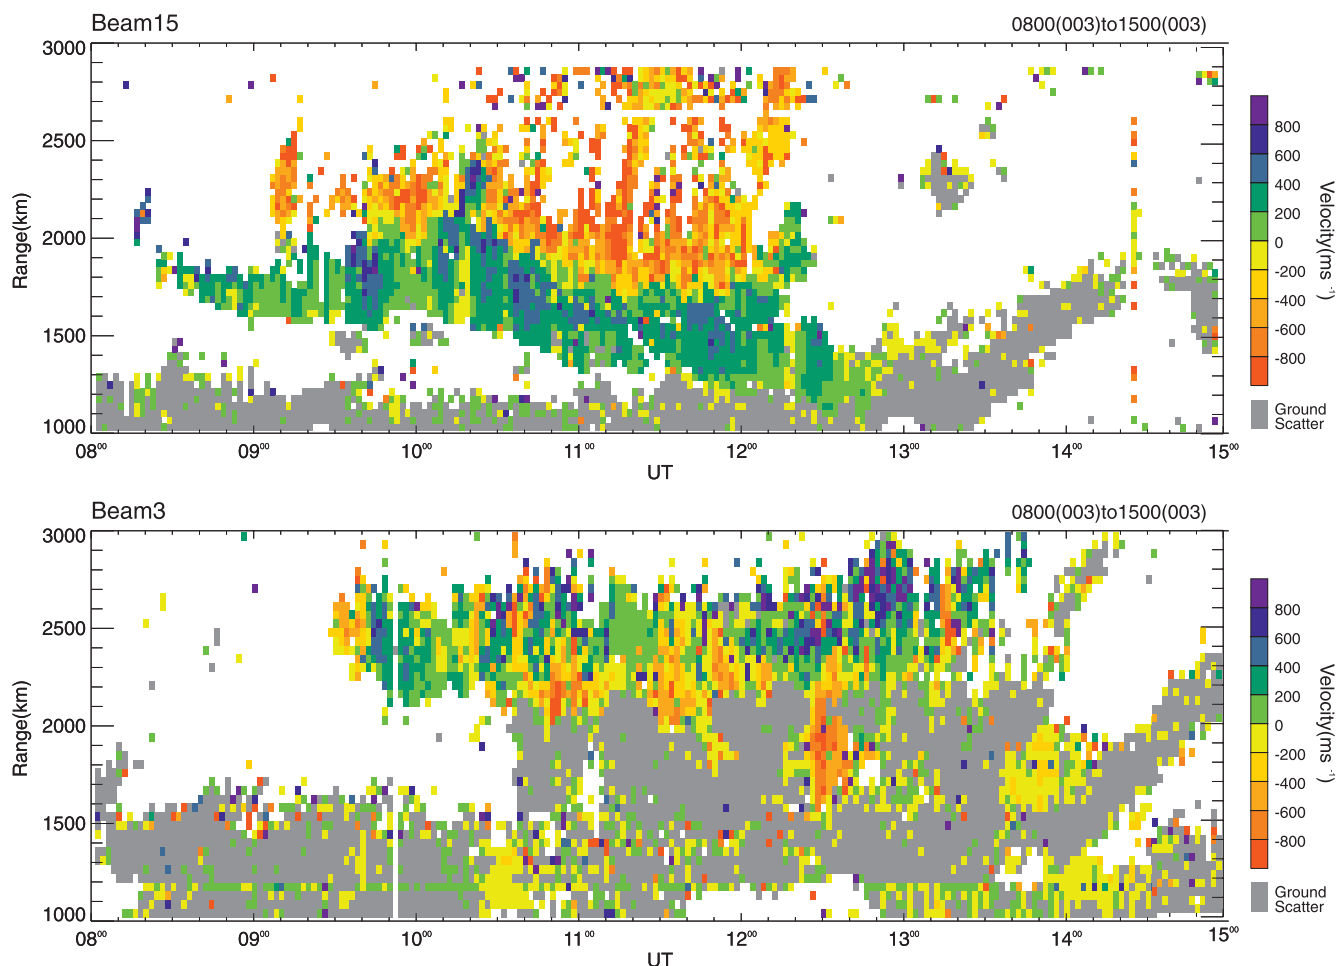 Beam15 0800(003)to1500(003)
3000
2500
2000
1500
1000
Range(km)
08⁰⁰ 09⁰⁰ 10⁰⁰ 11⁰⁰ 12⁰⁰ 13⁰⁰ 14⁰⁰ 15⁰⁰
UT
800
600
400
200
0
-200
-400
-600
-800
Velocity(ms⁻¹)
Ground
Scatter
Beam3 0800(003)to1500(003)
3000
2500
2000
1500
1000
Range(km)
08⁰⁰ 09⁰⁰ 10⁰⁰ 11⁰⁰ 12⁰⁰ 13⁰⁰ 14⁰⁰ 15⁰⁰
UT
800
600
400
200
0
-200
-400
-600
-800
Velocity(ms⁻¹)
Ground
Scatter